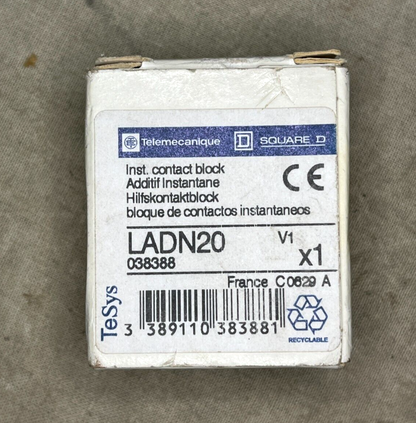 Telemecanique SQUARE D
Inst. contact block
Additif Instantane
Hilfskontaktblock
bloque de contactos instantaneos
CE
LADN20 V1
038388 x1
France C0629 A
TeSys
3 389110 383881
RECYCLABLE